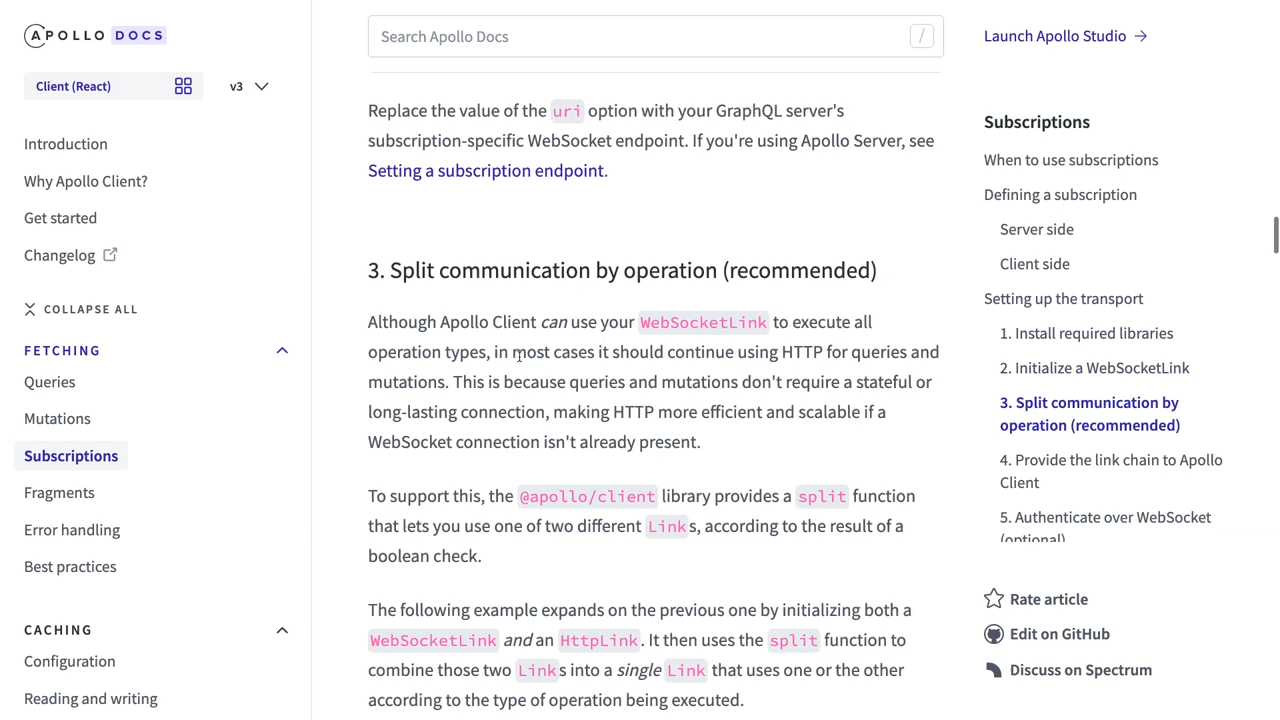 APOLLO DOCS
Client (React)
v3
Introduction
Why Apollo Client?
Get started
Changelog
COLLAPSE ALL
FETCHING
Queries
Mutations
Subscriptions
Fragments
Error handling
Best practices
CACHING
Configuration
Reading and writing
Search Apollo Docs
/
Replace the value of the uri option with your GraphQL server's
subscription-specific WebSocket endpoint. If you're using Apollo Server, see
Setting a subscription endpoint.
3. Split communication by operation (recommended)
Although Apollo Client can use your WebSocketLink to execute all
operation types, in most cases it should continue using HTTP for queries and
mutations. This is because queries and mutations don't require a stateful or
long-lasting connection, making HTTP more efficient and scalable if a
WebSocket connection isn't already present.
To support this, the @apollo/client library provides a split function
that lets you use one of two different Links, according to the result of a
boolean check.
The following example expands on the previous one by initializing both a
WebSocketLink and an HttpLink. It then uses the split function to
combine those two Links into a single Link that uses one or the other
according to the type of operation being executed.
Launch Apollo Studio →
Subscriptions
When to use subscriptions
Defining a subscription
Server side
Client side
Setting up the transport
1. Install required libraries
2. Initialize a WebSocketLink
3. Split communication by
operation (recommended)
4. Provide the link chain to Apollo
Client
5. Authenticate over WebSocket
(optional)
Rate article
Edit on GitHub
Discuss on Spectrum